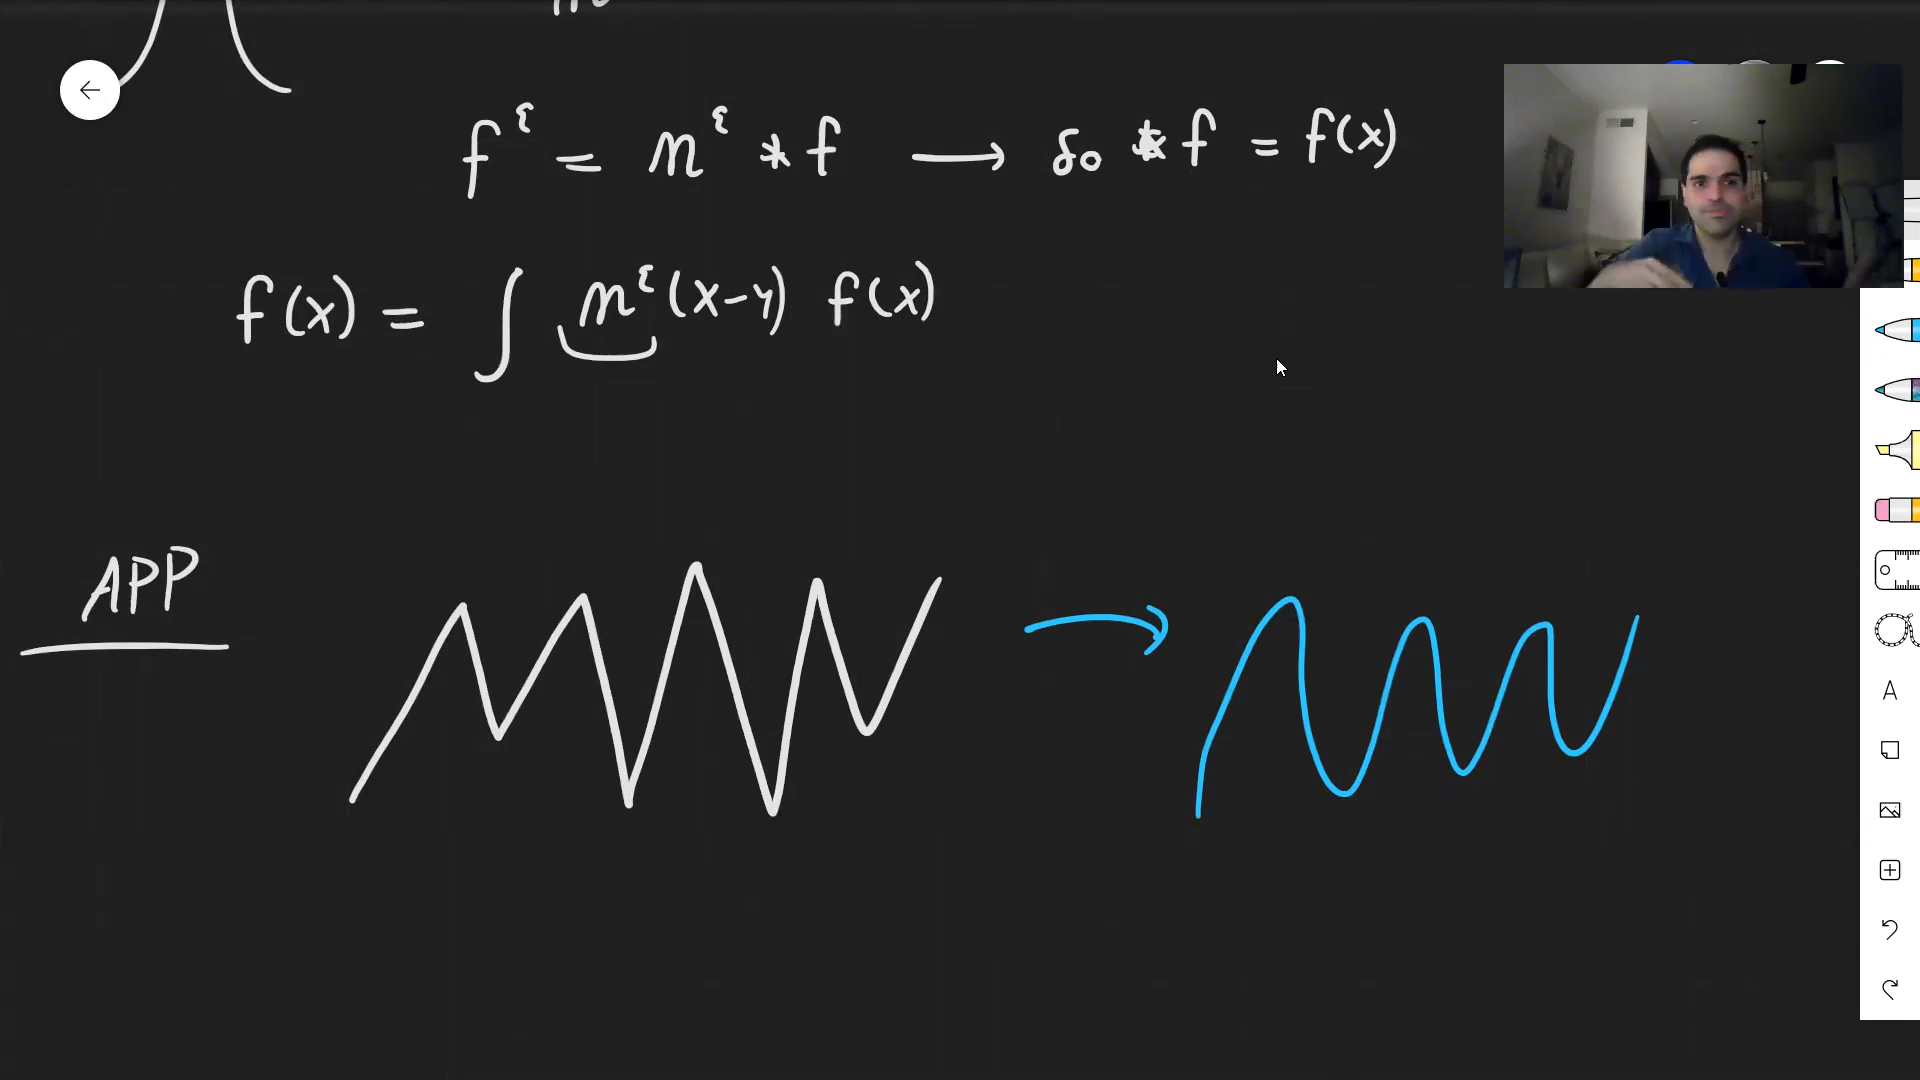 f^ε = η^ε * f → δ₀ * f = f(x)
f(x) = ∫ η^ε(x-y) f(x)
APP
A